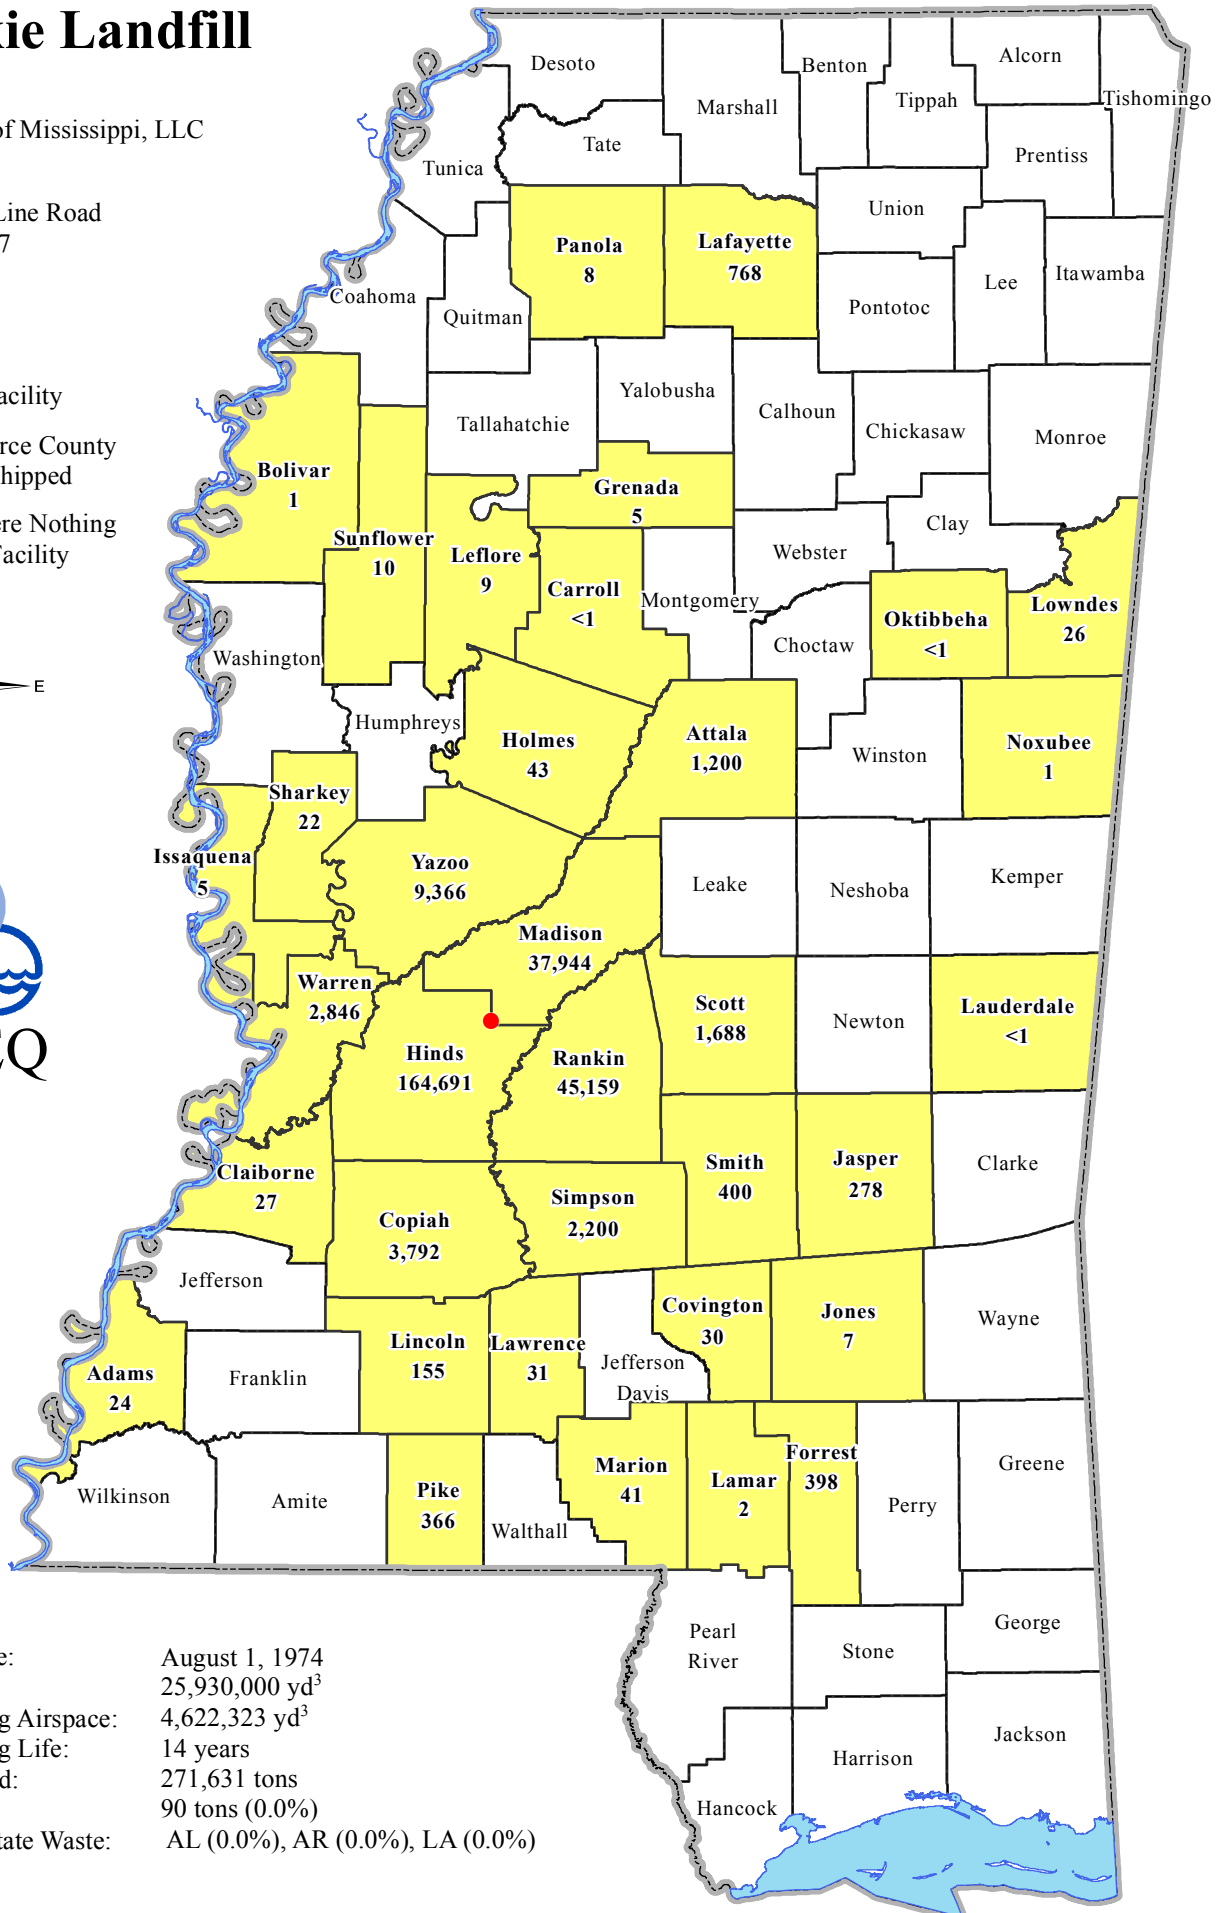 xie Landfill
of Mississippi, LLC
Line Road
7
acility
rce County
hipped
ere Nothing
Facility
E
CQ
Desoto
Marshall
Benton
Tippah
Alcorn
Tishomingo
Tunica
Tate
Prentiss
Union
Panola
8
Lafayette
768
Coahoma
Quitman
Pontotoc
Lee
Itawamba
Tallahatchie
Yalobusha
Calhoun
Chickasaw
Monroe
Bolivar
1
Sunflower
10
Leflore
9
Grenada
5
Carroll
<1
Montgomery
Webster
Clay
Choctaw
Oktibbeha
<1
Lowndes
26
Washington
Humphreys
Holmes
43
Attala
1,200
Winston
Noxubee
1
Sharkey
22
Issaquena
5
Yazoo
9,366
Madison
37,944
Leake
Neshoba
Kemper
Warren
2,846
Hinds
164,691
Rankin
45,159
Scott
1,688
Newton
Lauderdale
<1
Claiborne
27
Copiah
3,792
Simpson
2,200
Smith
400
Jasper
278
Clarke
Jefferson
Adams
24
Franklin
Lincoln
155
Lawrence
31
Jefferson
Davis
Covington
30
Jones
7
Wayne
Wilkinson
Amite
Pike
366
Walthall
Marion
41
Lamar
2
Forrest
398
Perry
Greene
Pearl
River
Stone
George
Hancock
Harrison
Jackson
e: August 1, 1974
25,930,000 yd³
g Airspace: 4,622,323 yd³
g Life: 14 years
d: 271,631 tons
90 tons (0.0%)
tate Waste: AL (0.0%), AR (0.0%), LA (0.0%)